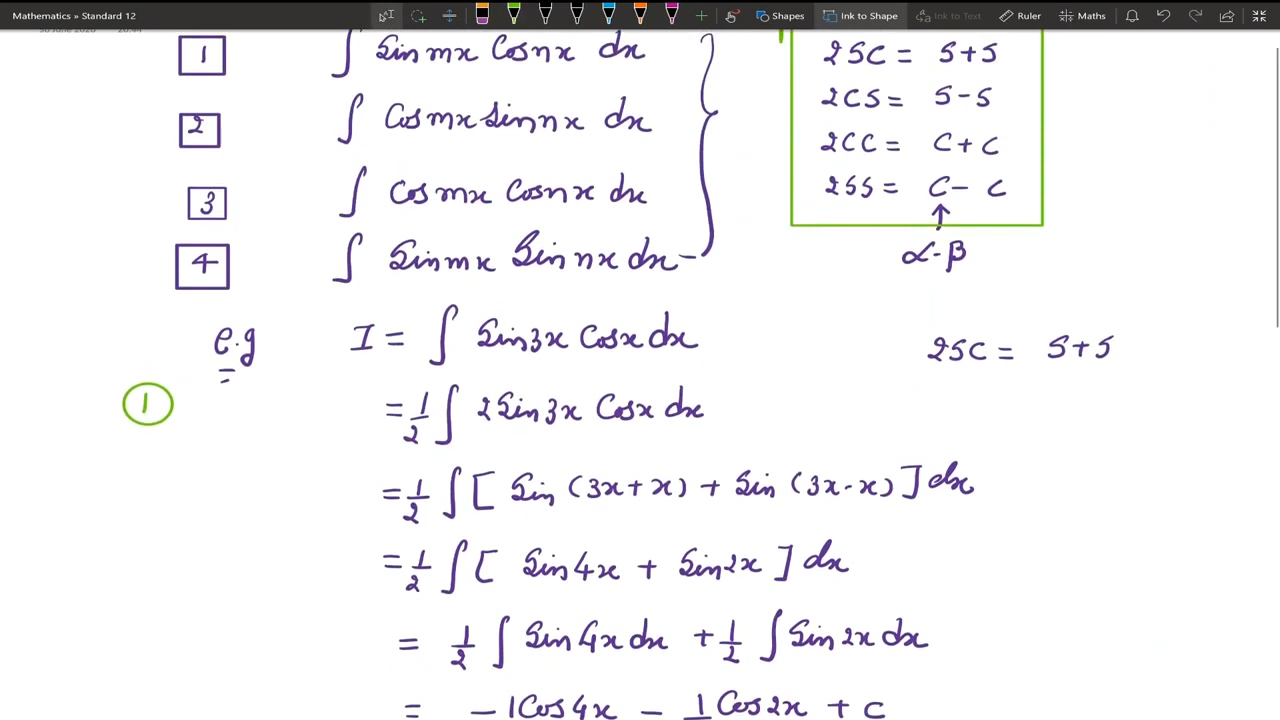 Mathematics » Standard 12
Shapes Ink to Shape Ink to Text Ruler Maths
1 ∫ Sin mx Cos nx dx
2 ∫ Cos mx sin nx dx
3 ∫ Cos mx Cos nx dx
4 ∫ Sin mx Sin nx dx
2SC = S+S
2CS = S-S
2CC = C+C
2SS = C- C
↑
α-β
e.g I = ∫ Sin3x Cosx dx
2SC = S+S
1 = 1/2 ∫ 2 Sin3x Cosx dx
= 1/2 ∫ [ Sin (3x+x) + Sin (3x-x) ] dx
= 1/2 ∫ [ Sin4x + Sin2x ] dx
= 1/2 ∫ Sin4x dx + 1/2 ∫ Sin2x dx
= - 1 Cos4x - 1 Cos2x + c